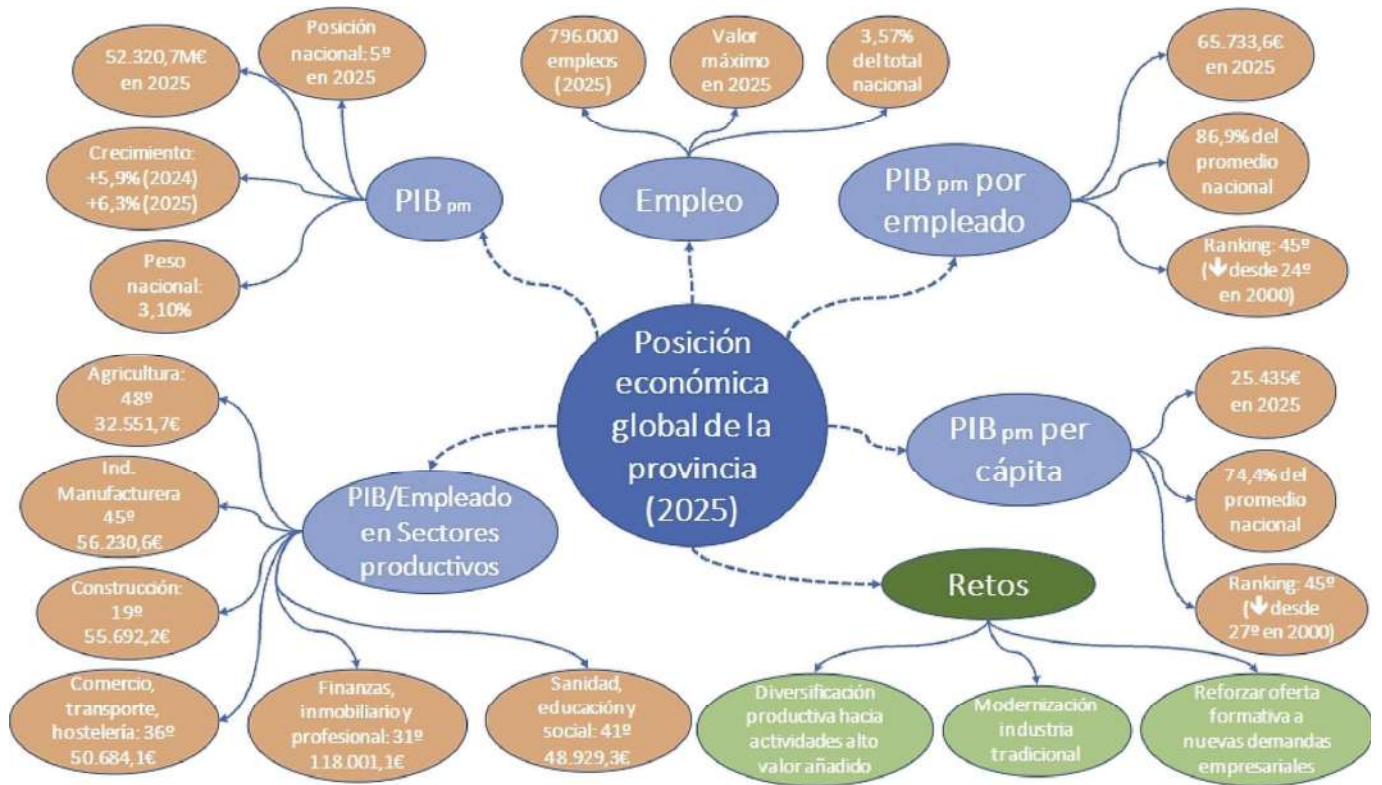 Posición
económica
global de la
provincia
(2025)
PIB pm
52.320,7M€
en 2025
Posición
nacional: 5º
en 2025
Crecimiento:
+5,9% (2024)
+6,3% (2025)
Peso
nacional:
3,10%
Empleo
796.000
empleos
(2025)
Valor
máximo
en 2025
3,57%
del total
nacional
PIB pm por
empleado
65.733,6€
en 2025
86,9% del
promedio
nacional
Ranking: 45º
(↓ desde 24º
en 2000)
PIB pm per
cápita
25.435€
en 2025
74,4% del
promedio
nacional
Ranking: 45º
(↓ desde
27º en 2000)
PIB/Empleado
en Sectores
productivos
Agricultura:
48º
32.551,7€
Ind.
Manufacturera
45º
56.230,6€
Construcción:
19º
55.692,2€
Comercio,
transporte,
hostelería: 36º
50.684,1€
Finanzas,
inmobiliario y
profesional: 31º
118.001,1€
Sanidad,
educación y
social: 41º
48.929,3€
Retos
Diversificación
productiva hacia
actividades alto
valor añadido
Modernización
industria
tradicional
Reforzar oferta
formativa a
nuevas demandas
empresariales